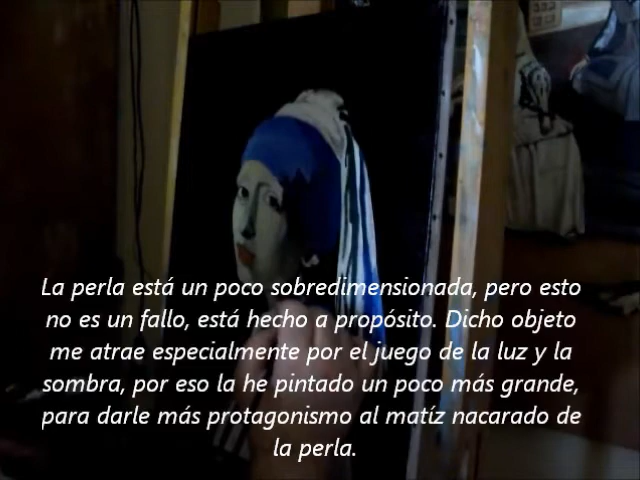 La perla está un poco sobredimensionada, pero esto
no es un fallo, está hecho a propósito. Dicho objeto
me atrae especialmente por el juego de la luz y la
sombra, por eso la he pintado un poco más grande,
para darle más protagonismo al matíz nacarado de
la perla.